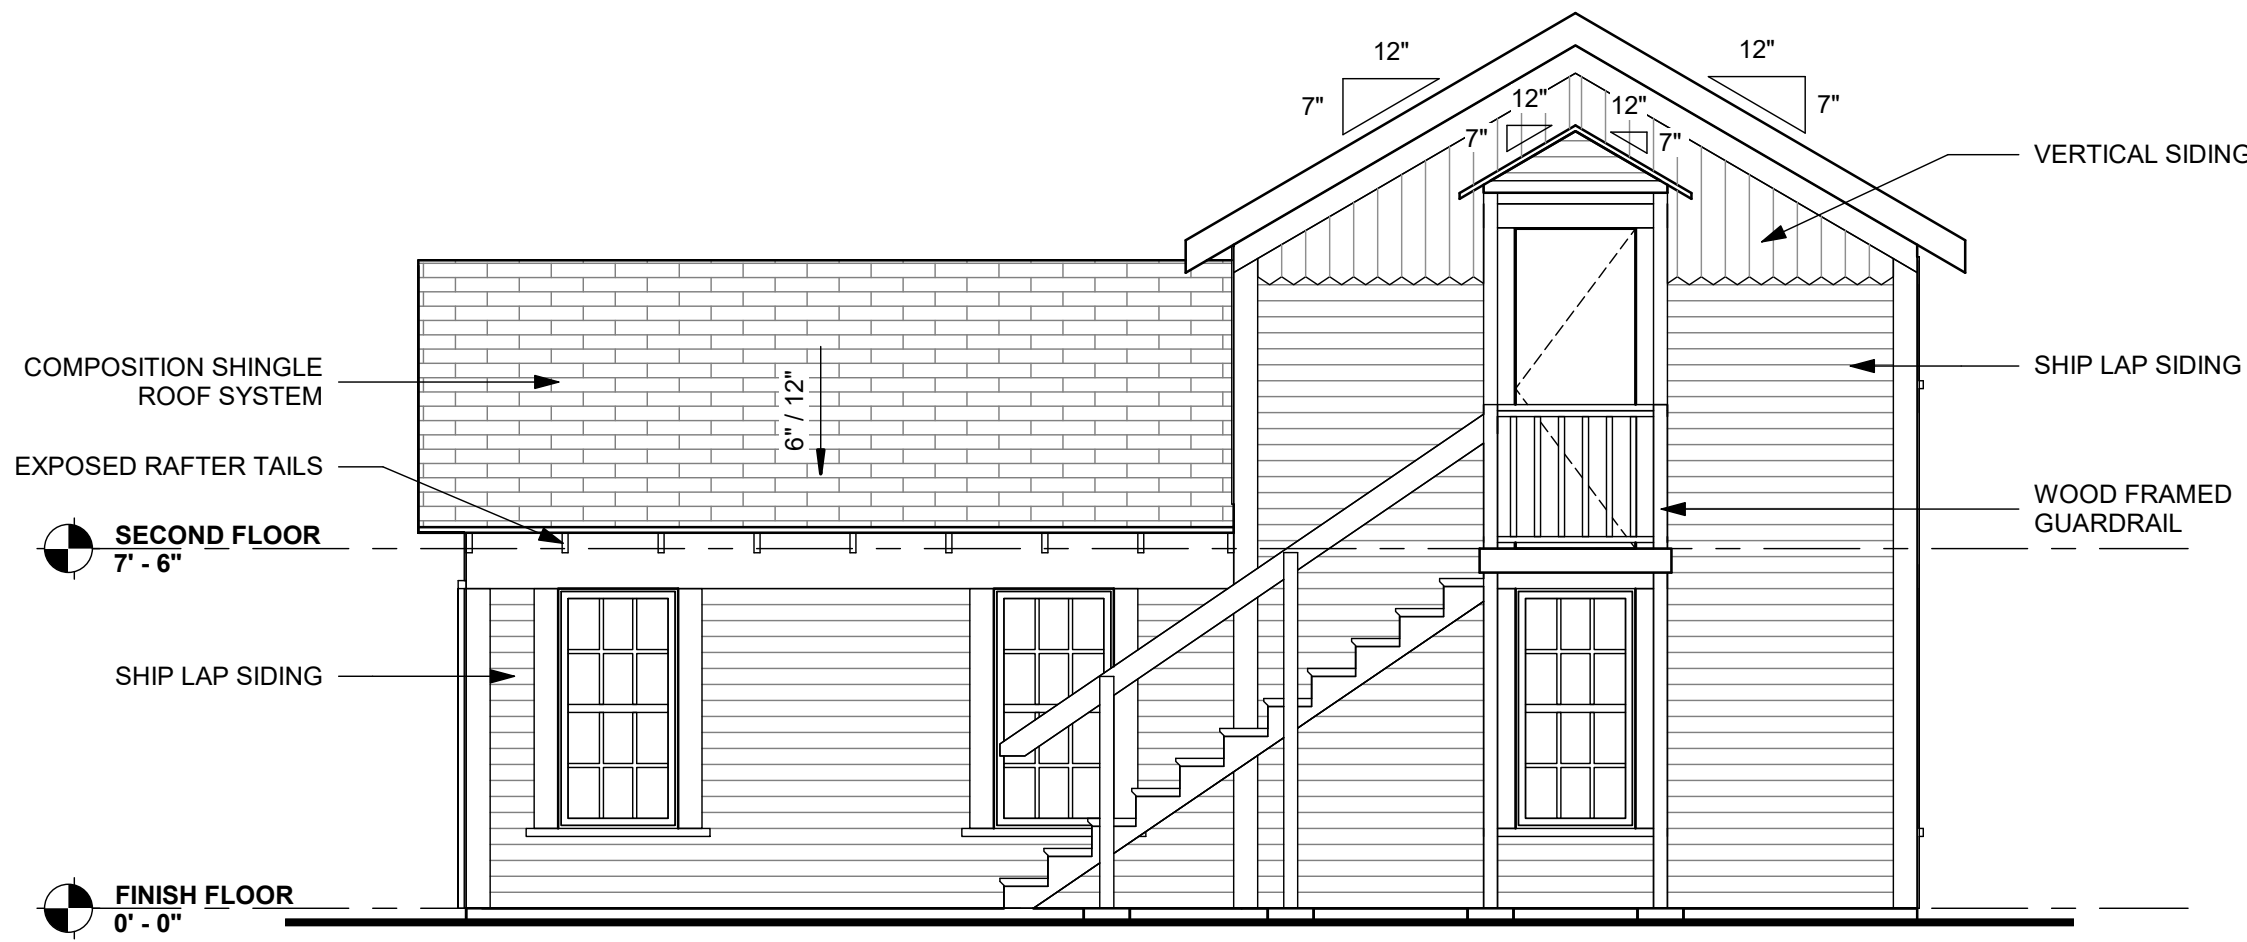 12"
7"
12"
7"
12"
7"
12"
7"
VERTICAL SIDING
COMPOSITION SHINGLE
ROOF SYSTEM
6" / 12"
SHIP LAP SIDING
EXPOSED RAFTER TAILS
WOOD FRAMED
GUARDRAIL
SECOND FLOOR
7' - 6"
SHIP LAP SIDING
FINISH FLOOR
0' - 0"